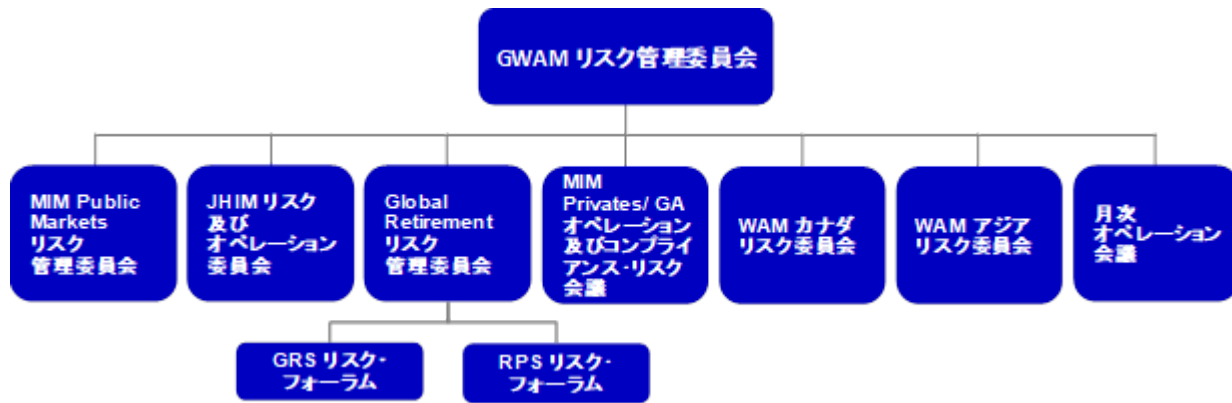 GWAM リスク管理委員会
MIM Public
Markets
リスク
管理委員会
JHIM リスク
及び
オペレーション
委員会
Global
Retirement
リスク
管理委員会
MIM
Privates/ GA
オペレーション
及びコンプライ
アンス・リスク
会議
WAM カナダ
リスク委員会
WAM アジア
リスク委員会
月次
オペレーション
会議
GRS リスク・
フォーラム
RPS リスク・
フォーラム